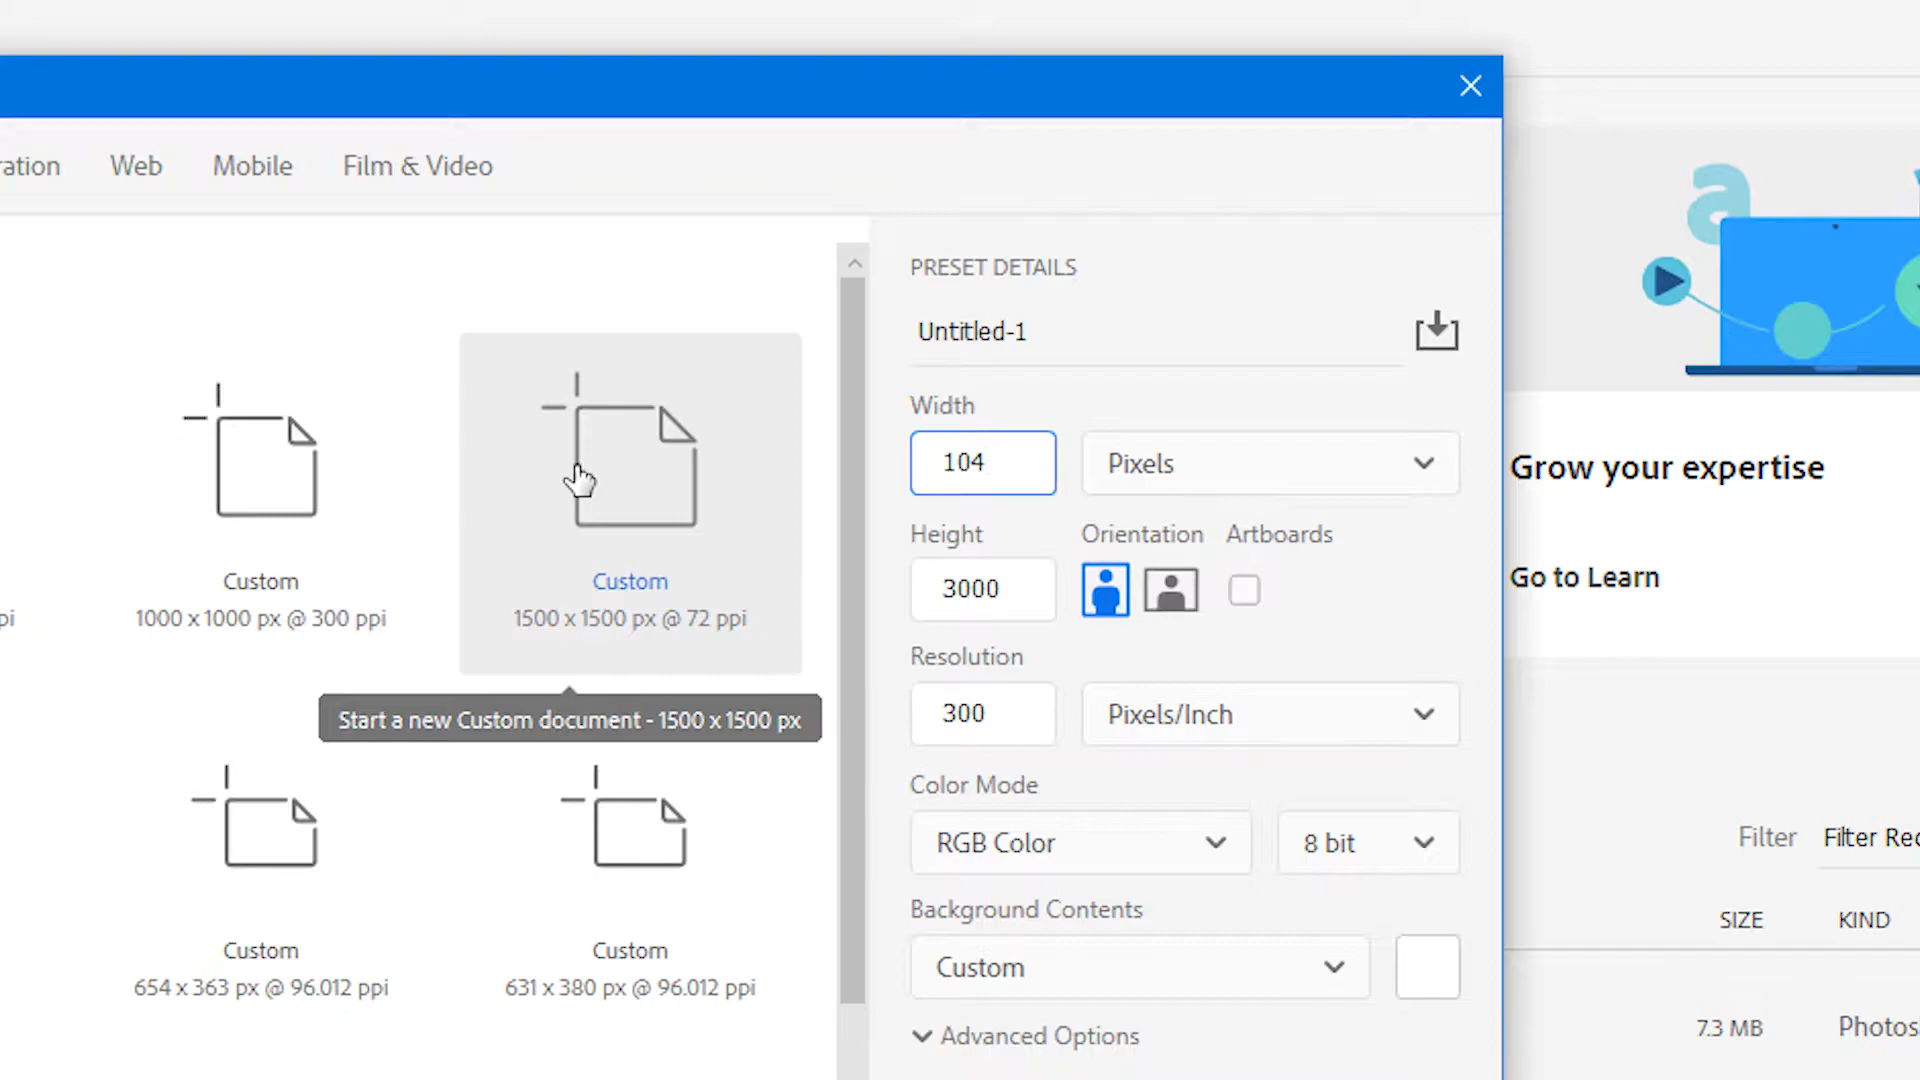 ration Web Mobile Film & Video
PRESET DETAILS
Untitled-1
Width
104 Pixels
Height Orientation Artboards
3000
Resolution
300 Pixels/Inch
Color Mode
RGB Color 8 bit
Background Contents
Custom
Advanced Options
Custom
1000 x 1000 px @ 300 ppi
Custom
1500 x 1500 px @ 72 ppi
pi
Start a new Custom document - 1500 x 1500 px
Custom
654 x 363 px @ 96.012 ppi
Custom
631 x 380 px @ 96.012 ppi
a
Grow your expertise
Go to Learn
Filter Filter Rec
SIZE KIND
7.3 MB Photos